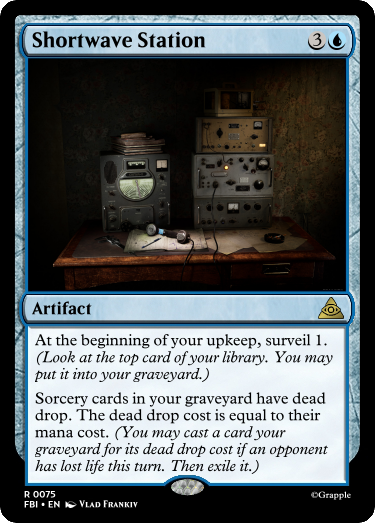 Shortwave Station 3
Artifact
At the beginning of your upkeep, surveil 1.
(Look at the top card of your library. You may
put it into your graveyard.)
Sorcery cards in your graveyard have dead
drop. The dead drop cost is equal to their
mana cost. (You may cast a card your
graveyard for its dead drop cost if an opponent
has lost life this turn. Then exile it.)
R 0075
FBI • EN Vlad Frankiv
©Grapple